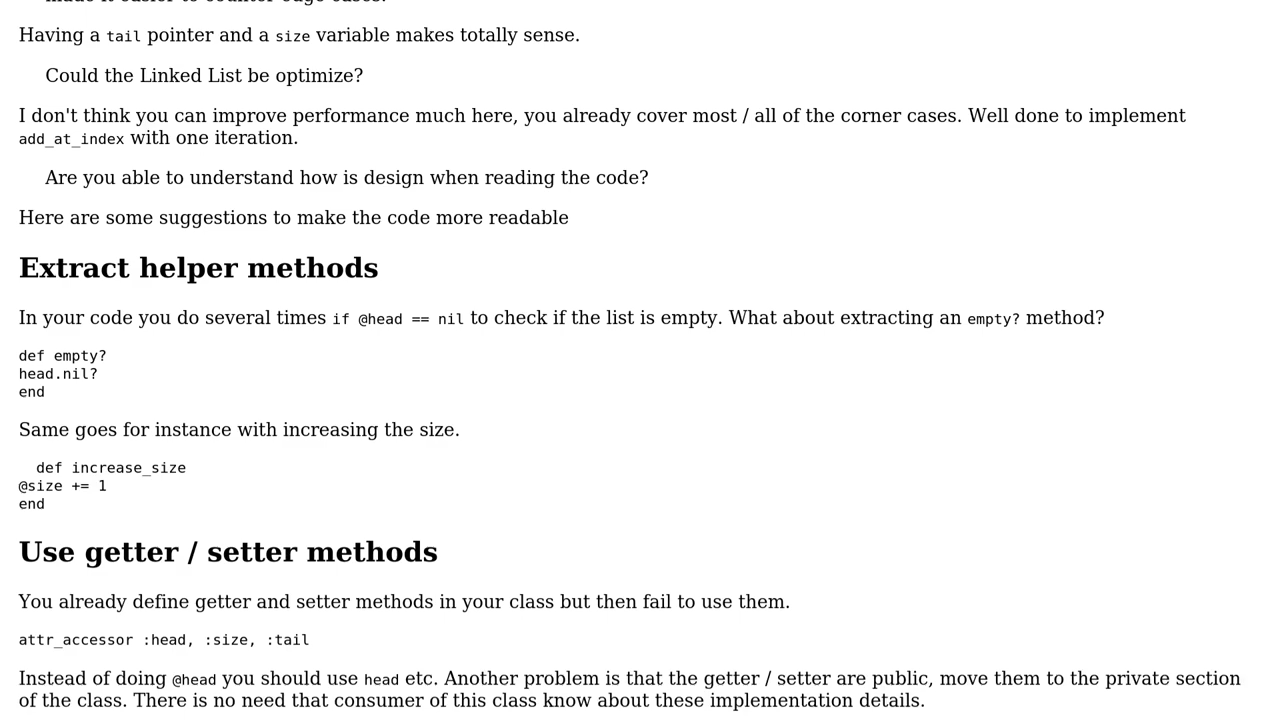 made it easier to counter edge cases.
Having a tail pointer and a size variable makes totally sense.
Could the Linked List be optimize?
I don't think you can improve performance much here, you already cover most / all of the corner cases. Well done to implement
add_at_index with one iteration.
Are you able to understand how is design when reading the code?
Here are some suggestions to make the code more readable
Extract helper methods
In your code you do several times if @head == nil to check if the list is empty. What about extracting an empty? method?
def empty?
head.nil?
end
Same goes for instance with increasing the size.
  def increase_size
@size += 1
end
Use getter / setter methods
You already define getter and setter methods in your class but then fail to use them.
attr_accessor :head, :size, :tail
Instead of doing @head you should use head etc. Another problem is that the getter / setter are public, move them to the private section
of the class. There is no need that consumer of this class know about these implementation details.